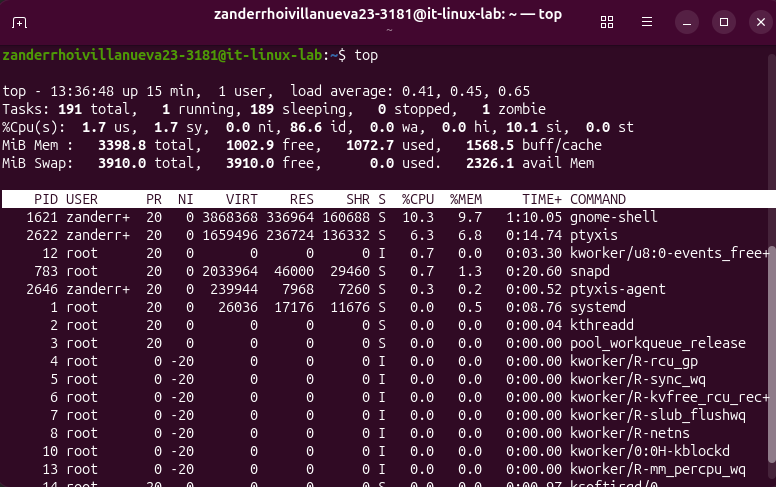 zanderrhoivillanueva23-3181@it-linux-lab: ~ — top
~
zanderrhoivillanueva23-3181@it-linux-lab:~$ top
top - 13:36:48 up 15 min,  1 user,  load average: 0.41, 0.45, 0.65
Tasks: 191 total,   1 running, 189 sleeping,   0 stopped,   1 zombie
%Cpu(s):  1.7 us,  1.7 sy,  0.0 ni, 86.6 id,  0.0 wa,  0.0 hi, 10.1 si,  0.0 st
MiB Mem :   3398.8 total,   1002.9 free,   1072.7 used,   1568.5 buff/cache
MiB Swap:   3910.0 total,   3910.0 free,      0.0 used.   2326.1 avail Mem
PID USER      PR  NI    VIRT    RES    SHR S  %CPU  %MEM     TIME+ COMMAND
1621 zanderr+  20   0 3868368 336964 160688 S  10.3   9.7   1:10.05 gnome-shell
2622 zanderr+  20   0 1659496 236724 136332 S   6.3   6.8   0:14.74 ptyxis
12 root      20   0       0      0      0 I   0.7   0.0   0:03.30 kworker/u8:0-events_free+
783 root      20   0 2033964  46000  29460 S   0.7   1.3   0:20.60 snapd
2646 zanderr+  20   0  239944   7968   7260 S   0.3   0.2   0:00.52 ptyxis-agent
1 root      20   0   26036  17176  11676 S   0.0   0.5   0:08.76 systemd
2 root      20   0       0      0      0 S   0.0   0.0   0:00.04 kthreadd
3 root      20   0       0      0      0 S   0.0   0.0   0:00.00 pool_workqueue_release
4 root       0 -20       0      0      0 I   0.0   0.0   0:00.00 kworker/R-rcu_gp
5 root       0 -20       0      0      0 I   0.0   0.0   0:00.00 kworker/R-sync_wq
6 root       0 -20       0      0      0 I   0.0   0.0   0:00.00 kworker/R-kvfree_rcu_rec+
7 root       0 -20       0      0      0 I   0.0   0.0   0:00.00 kworker/R-slub_flushwq
8 root       0 -20       0      0      0 I   0.0   0.0   0:00.00 kworker/R-netns
10 root       0 -20       0      0      0 I   0.0   0.0   0:00.00 kworker/0:0H-kblockd
13 root       0 -20       0      0      0 I   0.0   0.0   0:00.00 kworker/R-mm_percpu_wq
14 root      20   0       0      0      0 S   0.0   0.0   0:00.97 ksoftirqd/0